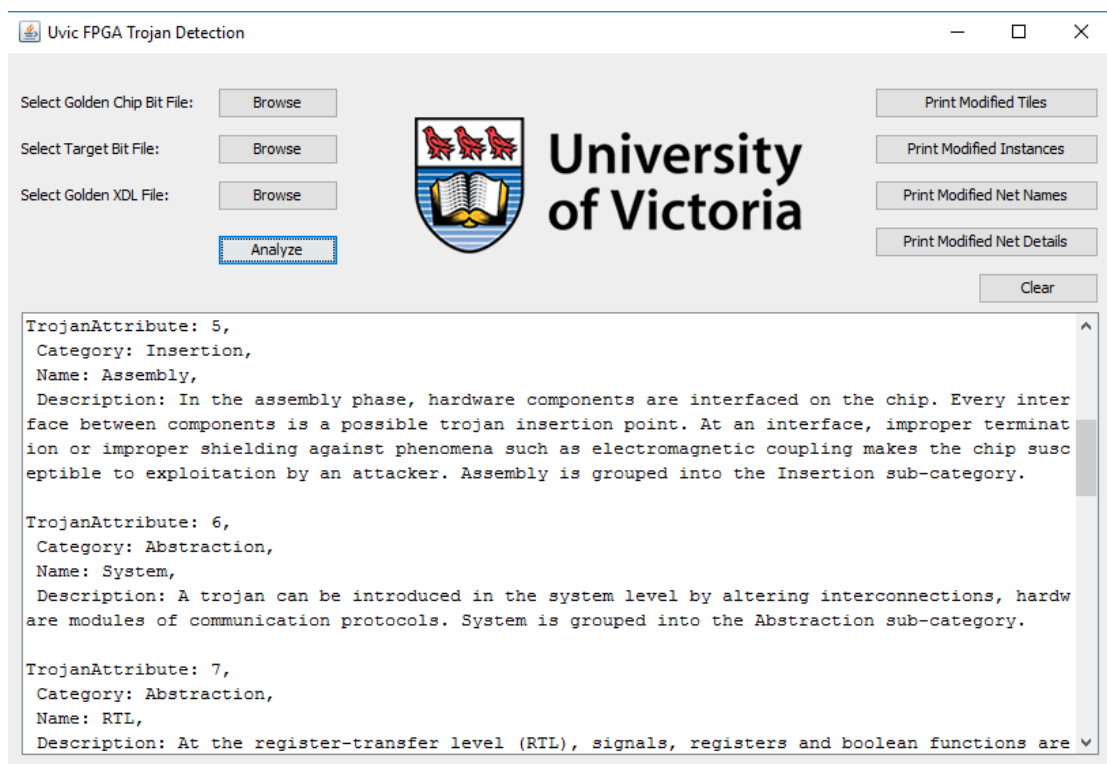 Uvic FPGA Trojan Detection
Select Golden Chip Bit File:
Browse
Select Target Bit File:
Browse
Select Golden XDL File:
Browse
Analyze
University
of Victoria
Print Modified Tiles
Print Modified Instances
Print Modified Net Names
Print Modified Net Details
Clear
TrojanAttribute: 5,
Category: Insertion,
Name: Assembly,
Description: In the assembly phase, hardware components are interfaced on the chip. Every inter
face between components is a possible trojan insertion point. At an interface, improper terminat
ion or improper shielding against phenomena such as electromagnetic coupling makes the chip susc
eptible to exploitation by an attacker. Assembly is grouped into the Insertion sub-category.
TrojanAttribute: 6,
Category: Abstraction,
Name: System,
Description: A trojan can be introduced in the system level by altering interconnections, hardw
are modules of communication protocols. System is grouped into the Abstraction sub-category.
TrojanAttribute: 7,
Category: Abstraction,
Name: RTL,
Description: At the register-transfer level (RTL), signals, registers and boolean functions are